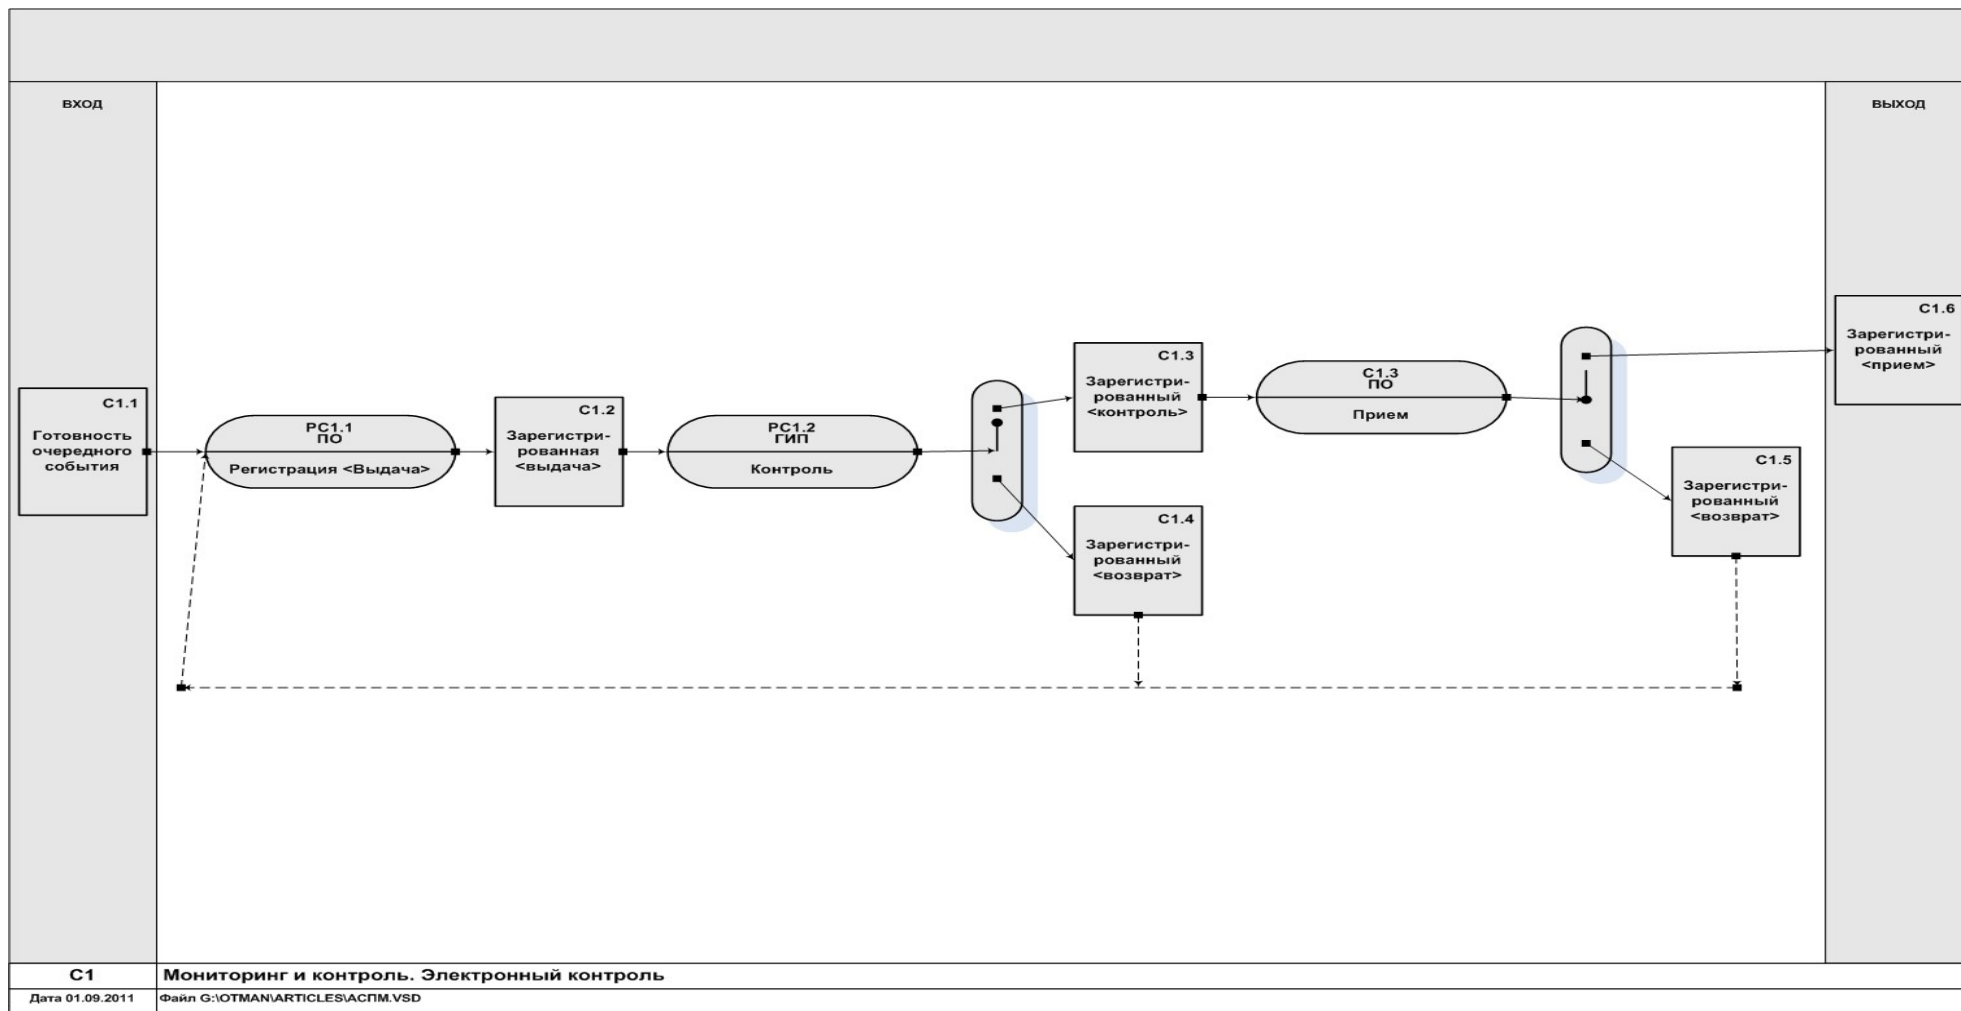 ВХОД
ВЫХОД
С1.1
Готовность
очередного
события
РС1.1
ПО
Регистрация <Выдача>
С1.2
Зарегистри-
рованная
<выдача>
РС1.2
ГИП
Контроль
С1.3
Зарегистри-
рованный
<контроль>
С1.4
Зарегистри-
рованный
<возврат>
С1.3
ПО
Прием
С1.6
Зарегистри-
рованный
<прием>
С1.5
Зарегистри-
рованный
<возврат>
С1 Мониторинг и контроль. Электронный контроль
Дата 01.09.2011 Файл G:\OTMAN\ARTICLES\АСПМ.VSD